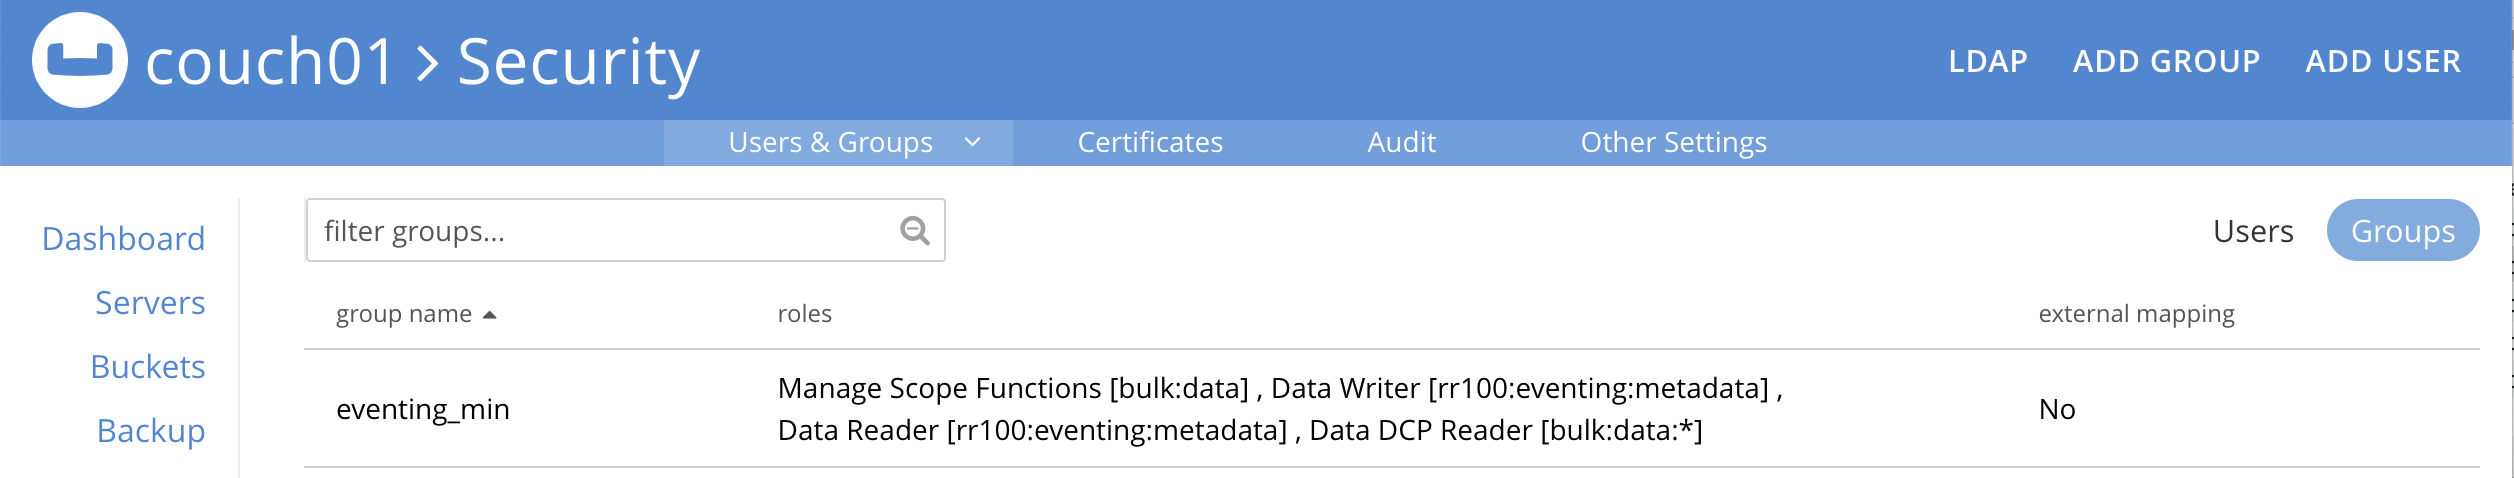 couch01 > Security
LDAP ADD GROUP ADD USER
Users & Groups Certificates Audit Other Settings
Dashboard
Servers
Buckets
Backup
filter groups...
Users Groups
group name roles external mapping
eventing_min
Manage Scope Functions [bulk:data] , Data Writer [rr100:eventing:metadata] ,
Data Reader [rr100:eventing:metadata] , Data DCP Reader [bulk:data:*]
No